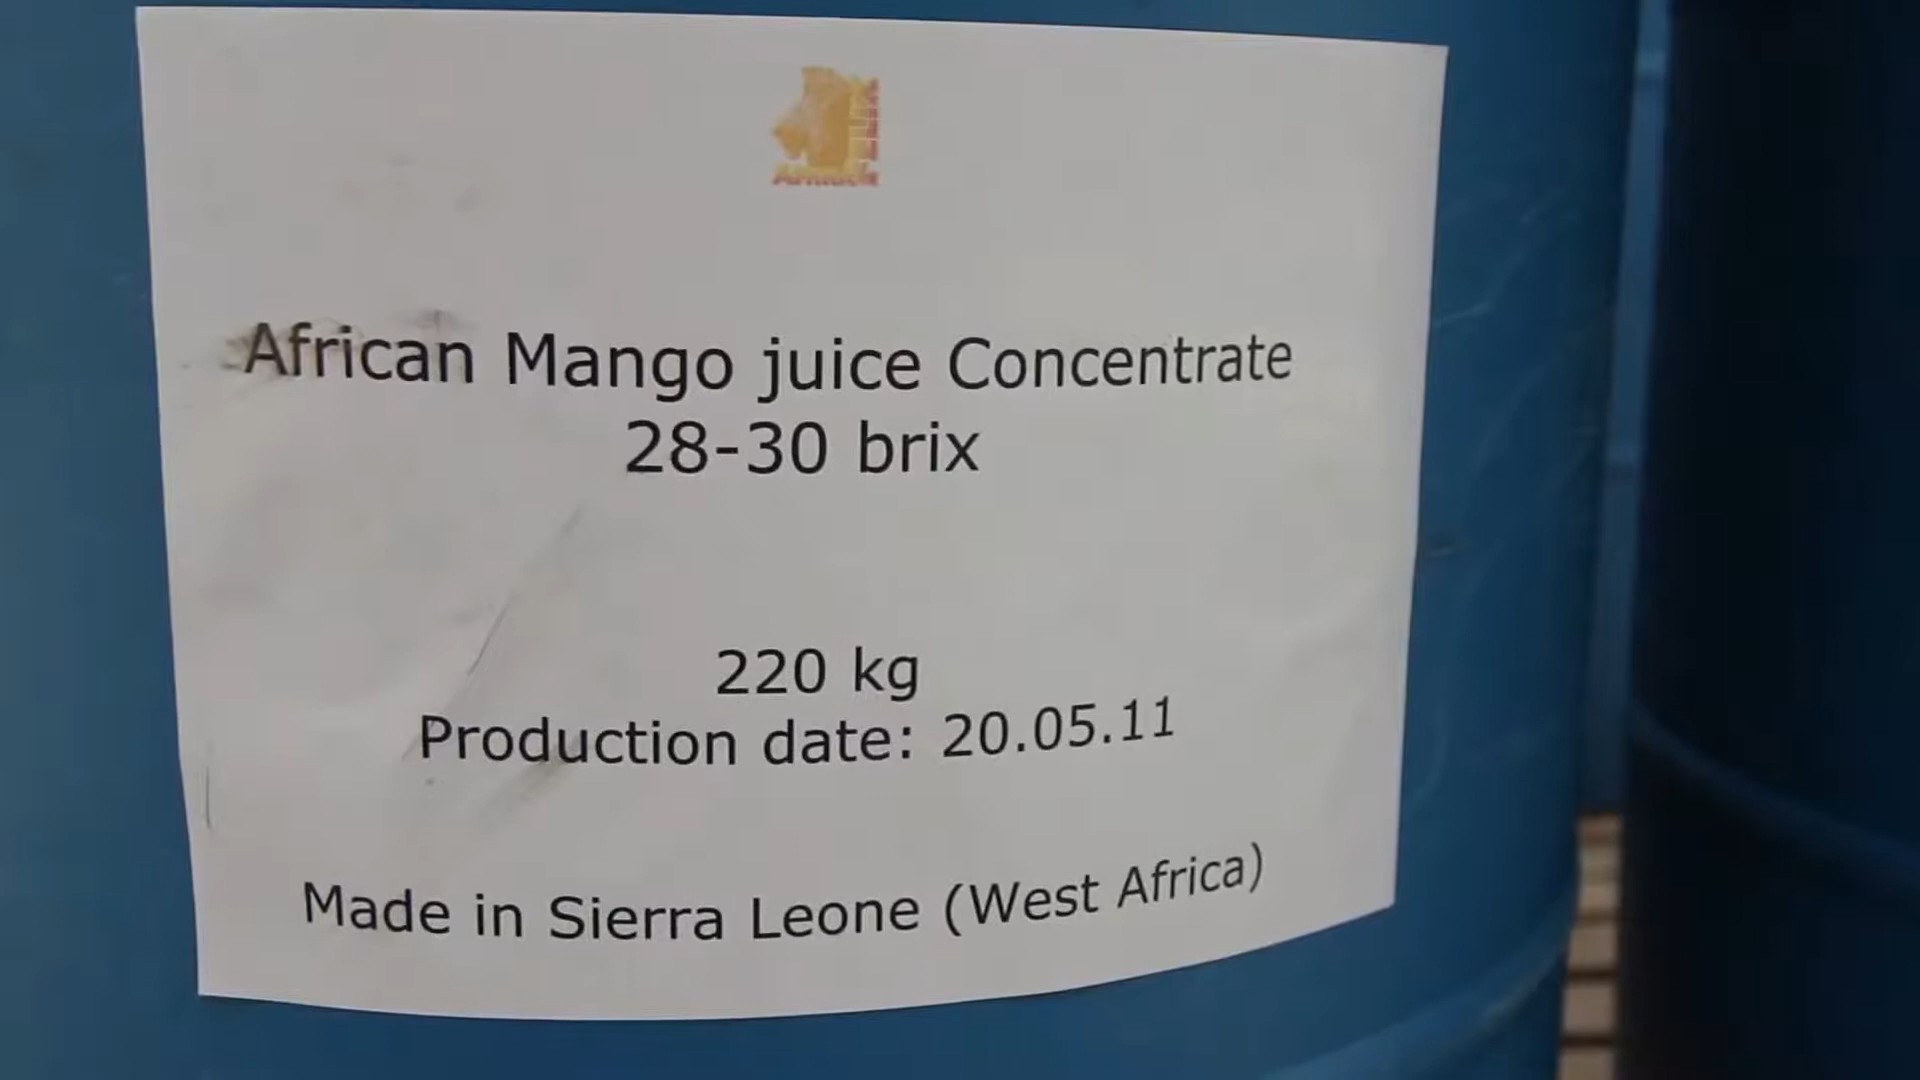 African Mango juice Concentrate
28-30 brix
220 kg
Production date: 20.05.11
Made in Sierra Leone (West Africa)